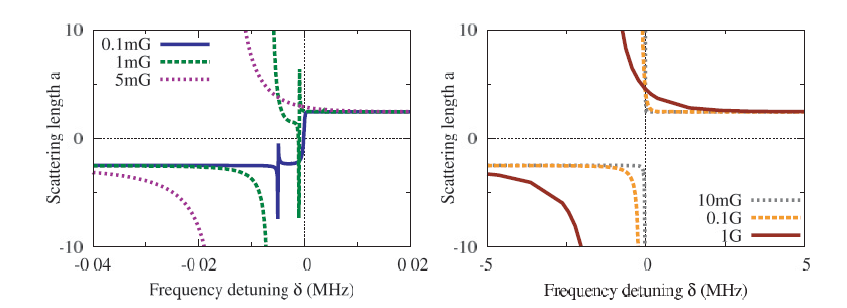 10
0.1mG
1mG
5mG
Scattering length a
0
-10
-0 04
-0 02
0
0 02
Frequency detuning δ (MHz)
10
Scattering length a
0
10mG
0.1G
1G
-10
-5
0
5
Frequency detuning δ (MHz)